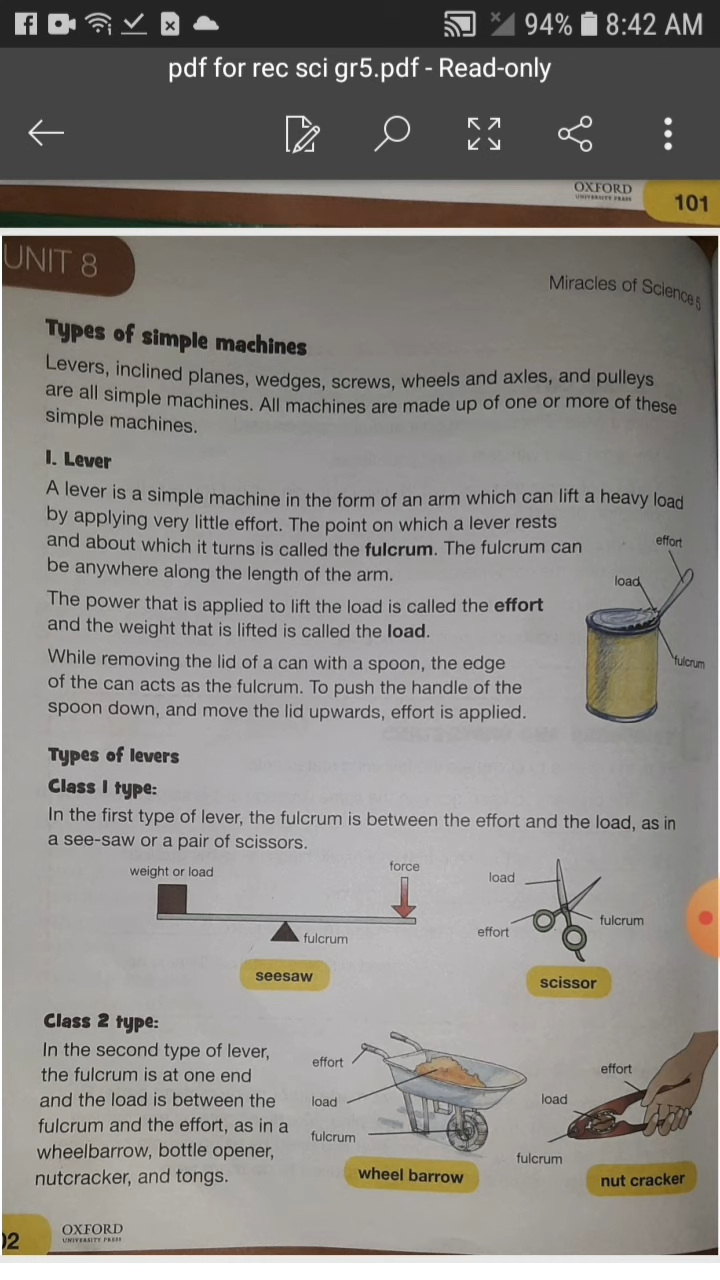 94% 8:42 AM
pdf for rec sci gr5.pdf - Read-only
OXFORD
UNIVERSITY PRESS
101
UNIT 8
Miracles of Science 5
Types of simple machines
Levers, inclined planes, wedges, screws, wheels and axles, and pulleys
are all simple machines. All machines are made up of one or more of these
simple machines.
I. Lever
A lever is a simple machine in the form of an arm which can lift a heavy load
by applying very little effort. The point on which a lever rests
and about which it turns is called the fulcrum. The fulcrum can
be anywhere along the length of the arm.
effort
load
fulcrum
The power that is applied to lift the load is called the effort
and the weight that is lifted is called the load.
While removing the lid of a can with a spoon, the edge
of the can acts as the fulcrum. To push the handle of the
spoon down, and move the lid upwards, effort is applied.
Types of levers
Class I type:
In the first type of lever, the fulcrum is between the effort and the load, as in
a see-saw or a pair of scissors.
weight or load
force
fulcrum
seesaw
load
effort
fulcrum
scissor
Class 2 type:
In the second type of lever,
the fulcrum is at one end
and the load is between the
fulcrum and the effort, as in a
wheelbarrow, bottle opener,
nutcracker, and tongs.
effort
load
fulcrum
wheel barrow
effort
load
fulcrum
nut cracker
02
OXFORD
UNIVERSITY PRESS